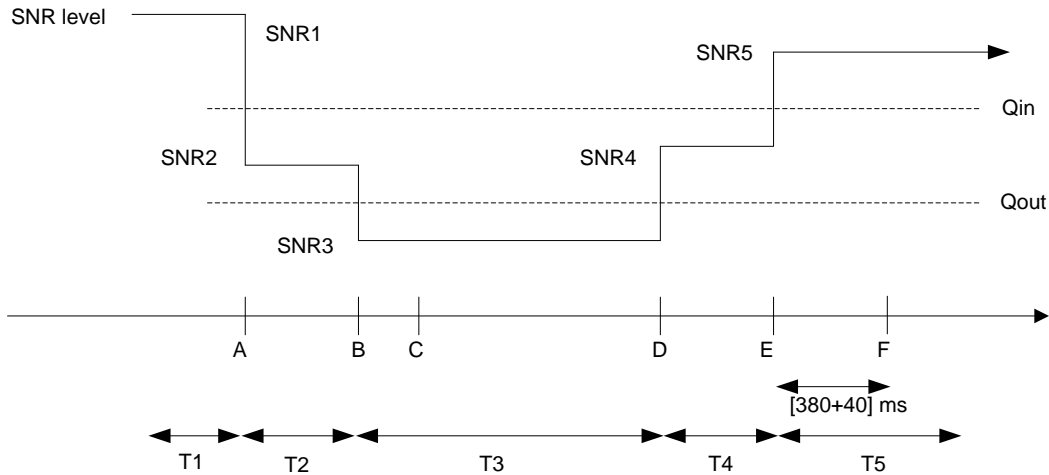 SNR level
SNR1
SNR5
Qin
SNR2
SNR4
Qout
SNR3
A
B
C
D
E
F
[380+40] ms
T1
T2
T3
T4
T5